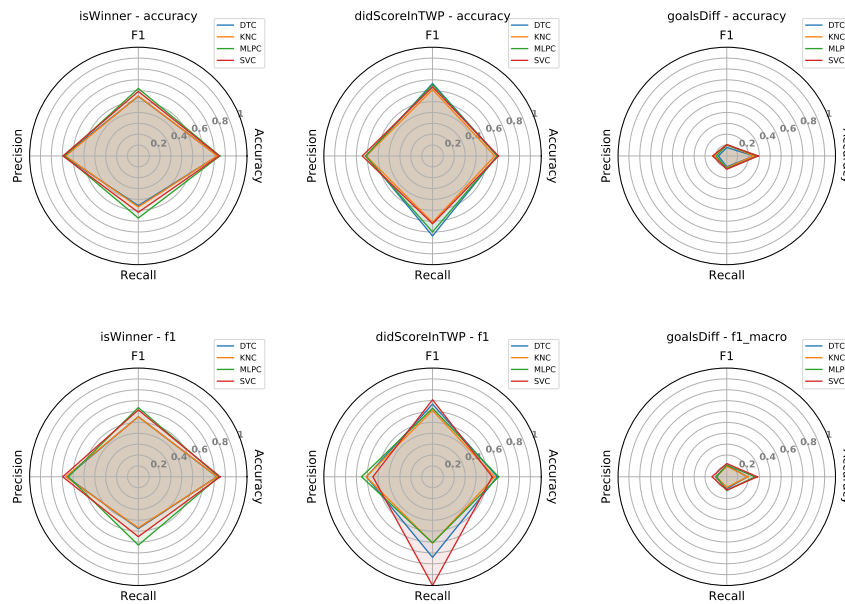 isWinner - accuracy
F1
DTC
KNC
MLPC
SVC
0.2
0.4
0.6
0.8
1
Precision
Accuracy
Recall
didScoreInTWP - accuracy
F1
DTC
KNC
MLPC
SVC
0.2
0.4
0.6
0.8
1
Precision
Accuracy
Recall
goalsDiff - accuracy
F1
DTC
KNC
MLPC
SVC
0.2
0.4
0.6
0.8
1
Precision
Accuracy
Recall
isWinner - f1
F1
DTC
KNC
MLPC
SVC
0.2
0.4
0.6
0.8
1
Precision
Accuracy
Recall
didScoreInTWP - f1
F1
DTC
KNC
MLPC
SVC
0.2
0.4
0.6
0.8
1
Precision
Accuracy
Recall
goalsDiff - f1_macro
F1
DTC
KNC
MLPC
SVC
0.2
0.4
0.6
0.8
1
Precision
Accuracy
Recall